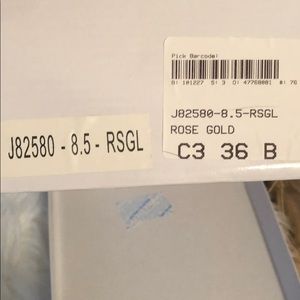 Pick Barcode!
J82580-8.5-RSGL
ROSE GOLD
C3 36 B
J82580 - 8.5 - RSGL